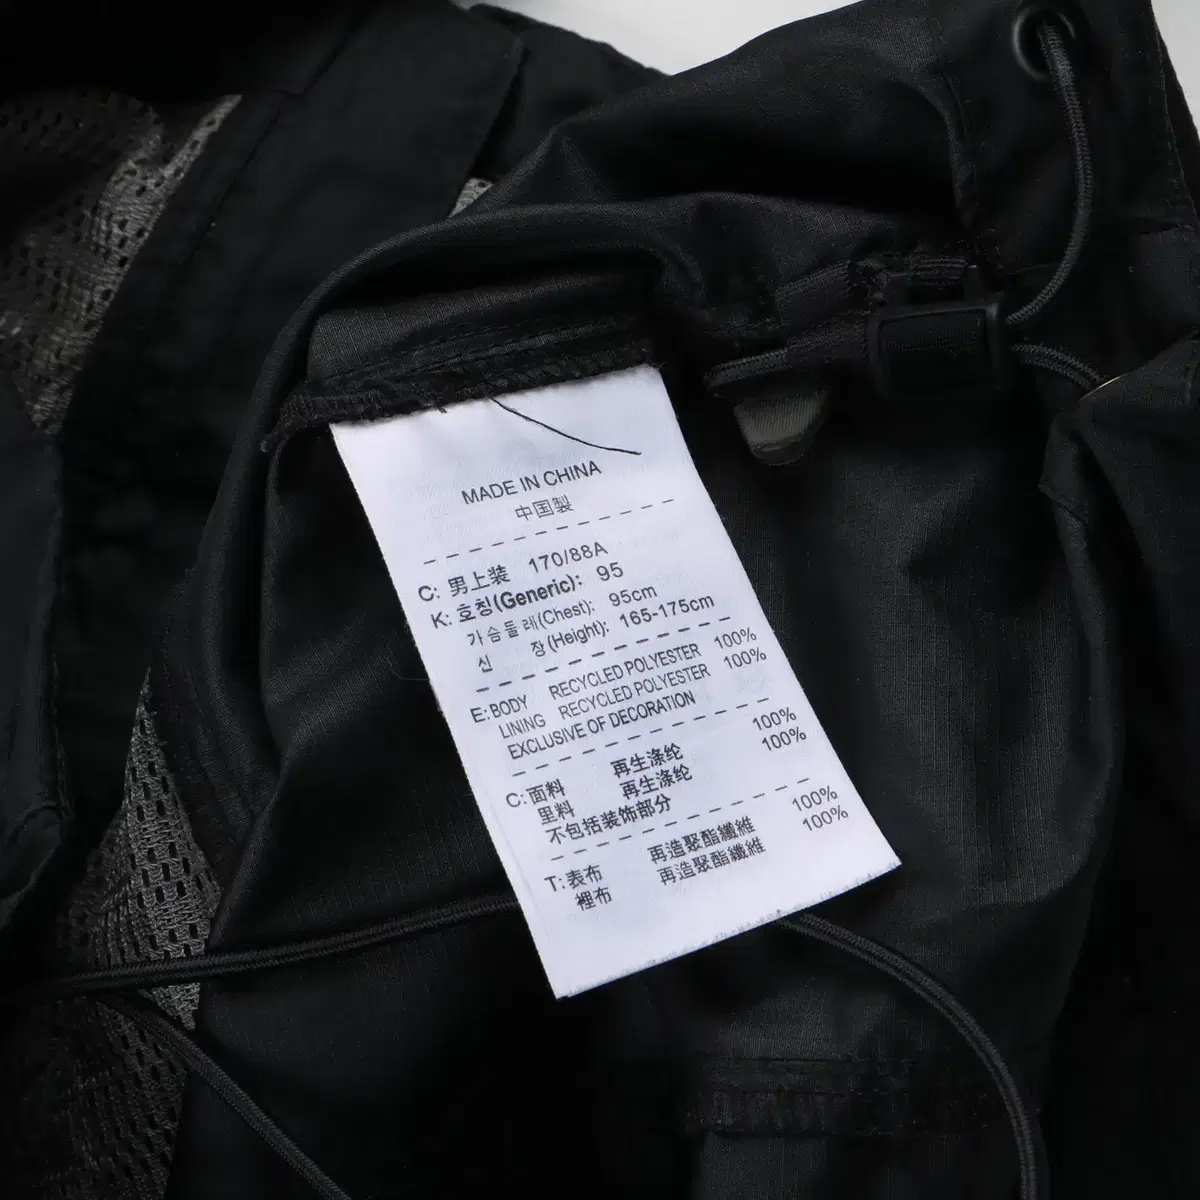 MADE IN CHINA
中国製
C: 男上装 170/88A
K: 호칭(Generic): 95
가슴둘레(Chest): 95cm
신 장(Height): 165-175cm
E: BODY RECYCLED POLYESTER 100%
LINING RECYCLED POLYESTER 100%
EXCLUSIVE OF DECORATION
C: 面料 再生涤纶 100%
里料 再生涤纶 100%
不包括装饰部分
T: 表布 再造聚酯纖維 100%
裡布 再造聚酯纖維 100%